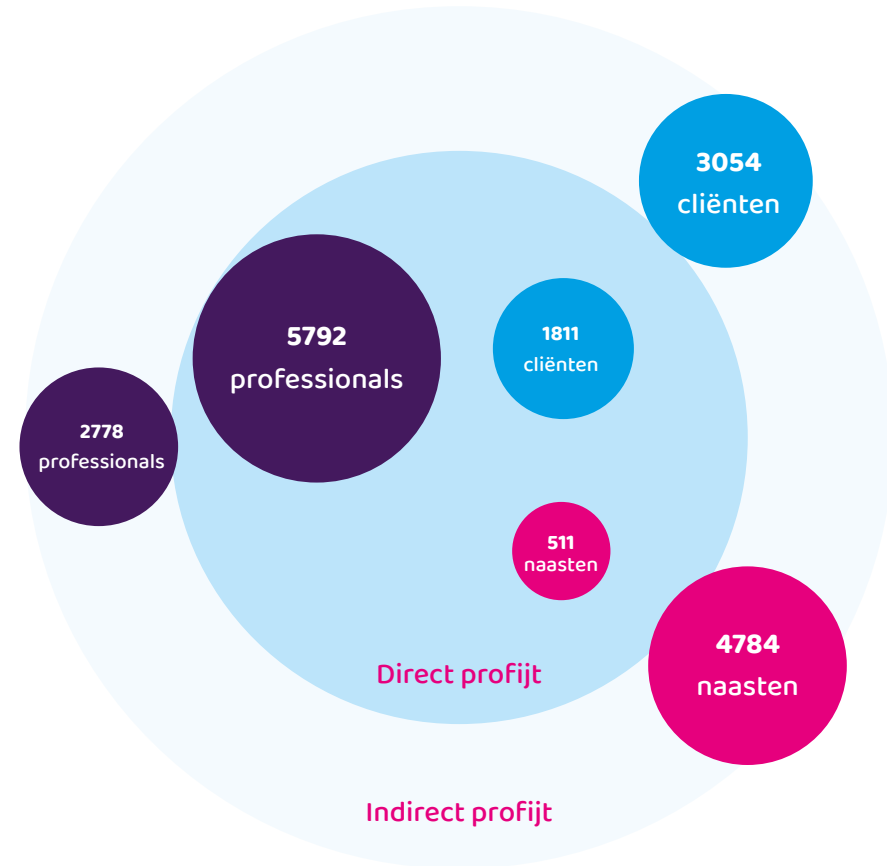 3054
cliënten
5792
professionals
1811
cliënten
2778
professionals
511
naasten
4784
naasten
Direct profijt
Indirect profijt